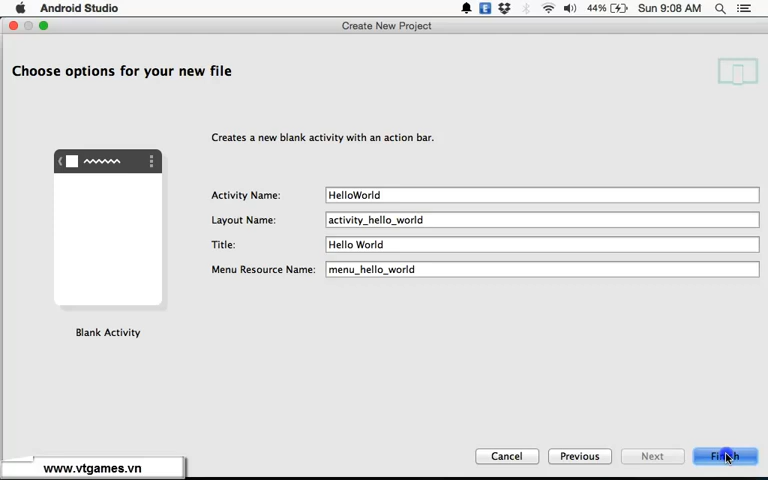 Android Studio
44%
Sun 9:08 AM
Create New Project
Choose options for your new file
Creates a new blank activity with an action bar.
Activity Name: HelloWorld
Layout Name: activity_hello_world
Title: Hello World
Menu Resource Name: menu_hello_world
Blank Activity
Cancel
Previous
Next
Finish
www.vtgames.vn